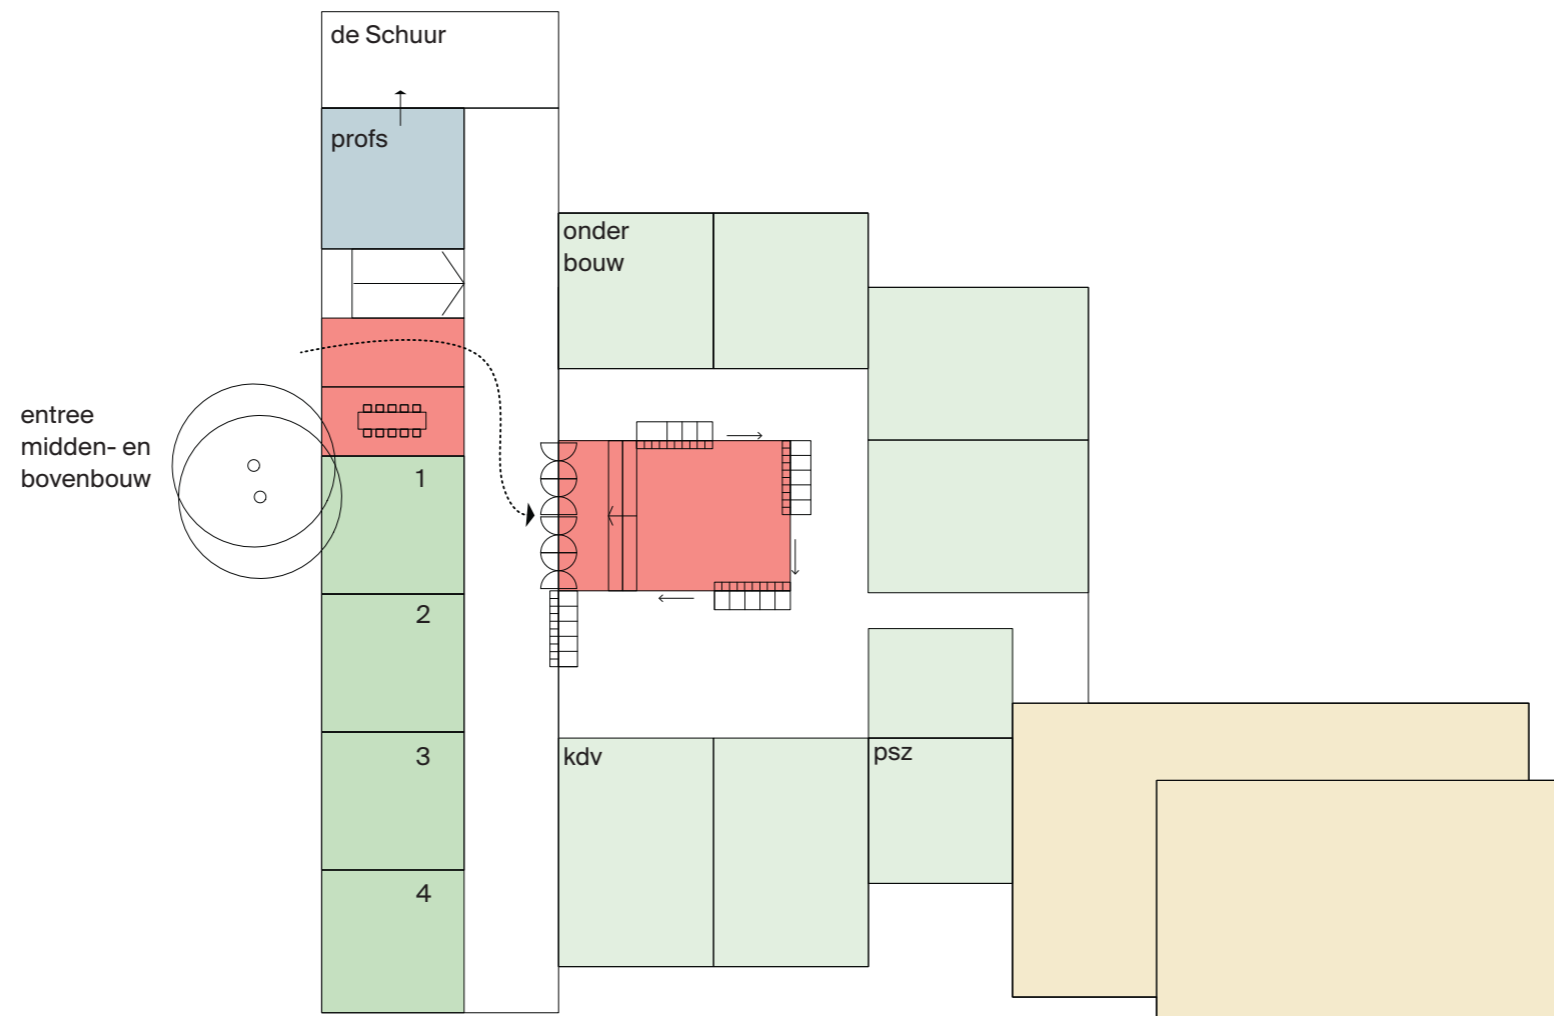 de Schuur
profs
onder
bouw
entree
midden- en
bovenbouw
1
2
3
4
kdv
psz